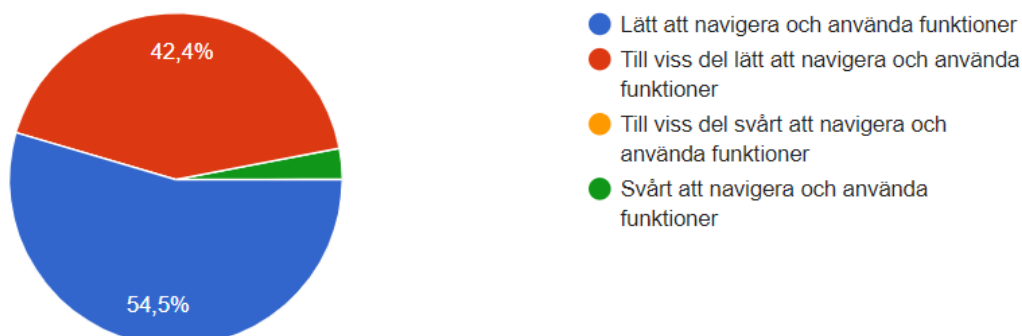 42,4%
54,5%
Lätt att navigera och använda funktioner
Till viss del lätt att navigera och använda
funktioner
Till viss del svårt att navigera och
använda funktioner
Svårt att navigera och använda
funktioner